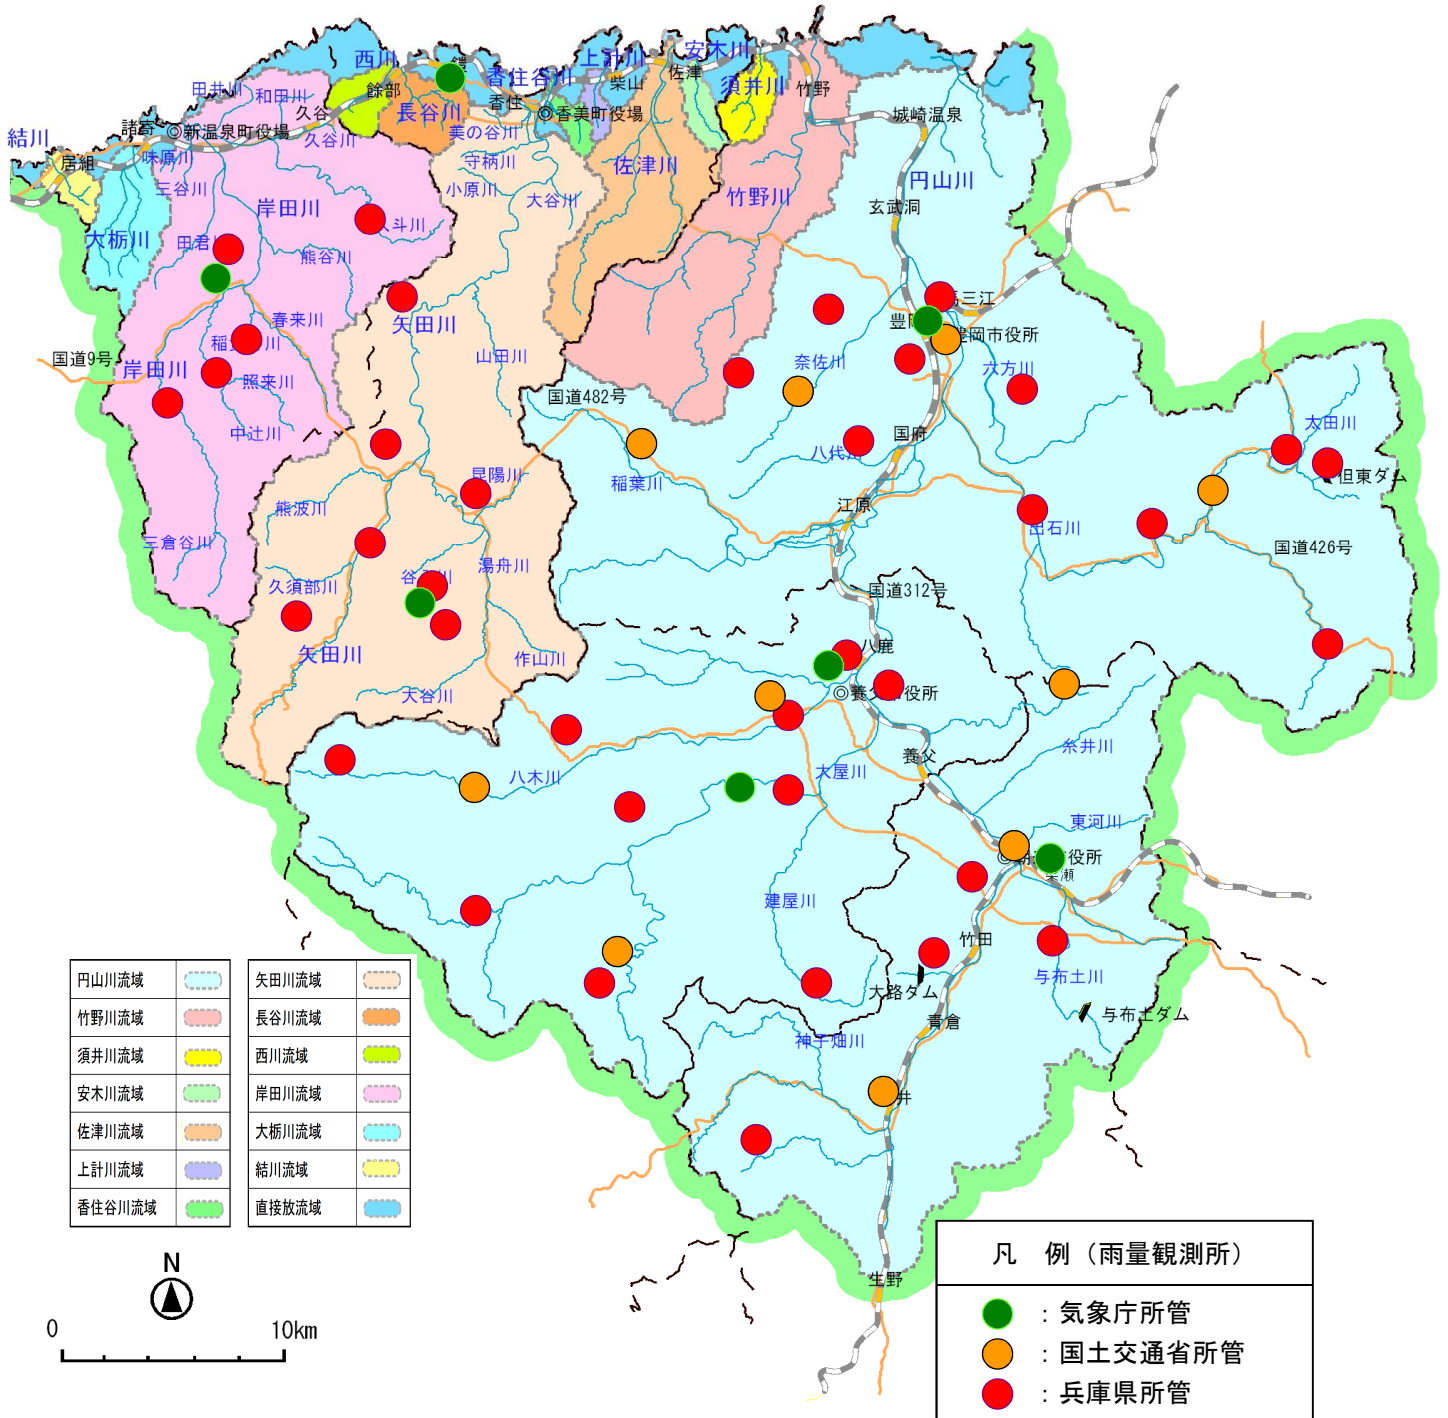 西川
鎧
上計川
安木川
香住谷川
柴山
佐津
須井川
竹野
田井川
和田川
餘部
香住
久谷
長谷川
◎香美町役場
城崎温泉
結川
諸寄
◎新温泉町役場
久谷川
美の谷川
居組
味原川
守柄川
佐津川
円山川
三谷川
小原川
大谷川
竹野川
岸田川
玄武洞
大栃川
田君川
熊谷川
春来川
矢田川
豊岡市役所
国道9号
岸田川
照来川
山田川
奈佐川
六方川
国道482号
中辻川
国府
八代川
太田川
昆陽川
稲葉川
但東ダム
熊波川
江原
出石川
三倉谷川
国道426号
湯舟川
久須部川
国道312号
八鹿
矢田川
作山川
大谷川
◎養父市役所
糸井川
養父
八木川
大屋川
東河川
建屋川
竹田
与布土川
大路ダム
与布土ダム
青倉
神子畑川
井
生野
円山川流域
矢田川流域
竹野川流域
長谷川流域
須井川流域
西川流域
安木川流域
岸田川流域
佐津川流域
大栃川流域
上計川流域
結川流域
香住谷川流域
直接放流域
N
0 10km
凡 例（雨量観測所）
：気象庁所管
：国土交通省所管
：兵庫県所管